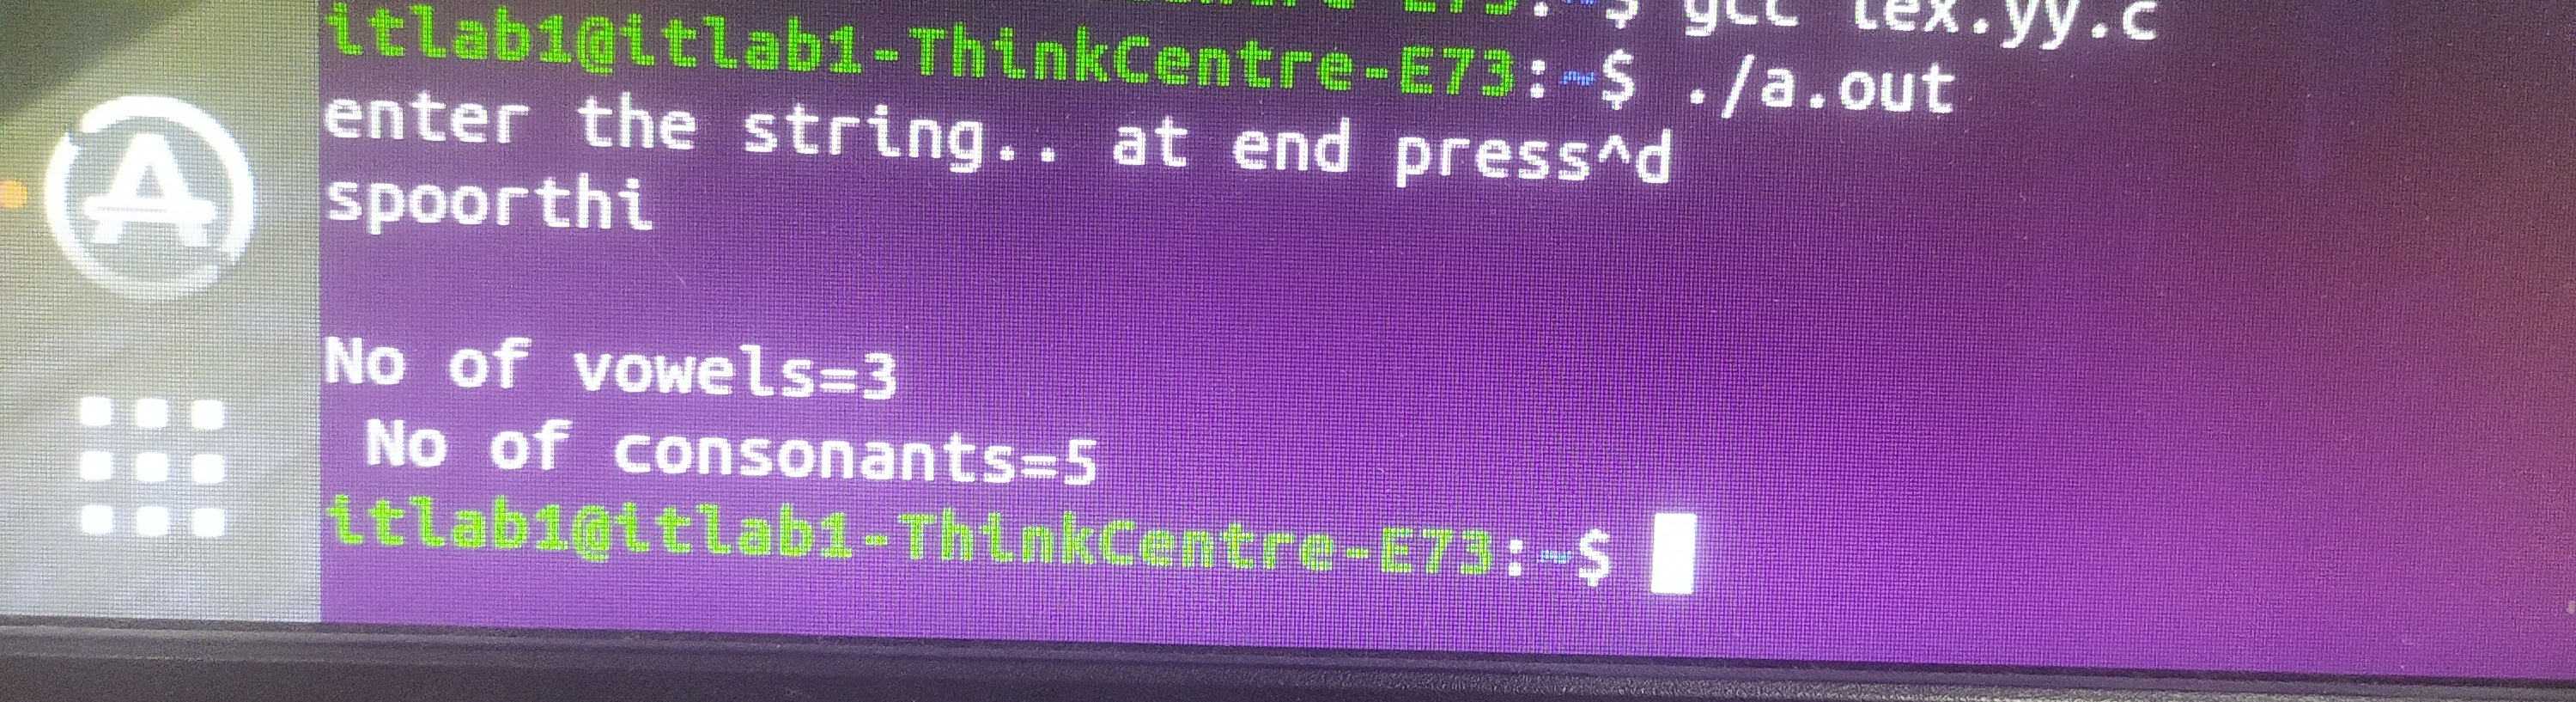 $ gcc lex.yy.c
itlab1@itlab1-ThinkCentre-E73:~$ ./a.out
enter the string.. at end press^d
spoorthi
No of vowels=3
No of consonants=5
itlab1@itlab1-ThinkCentre-E73:~$